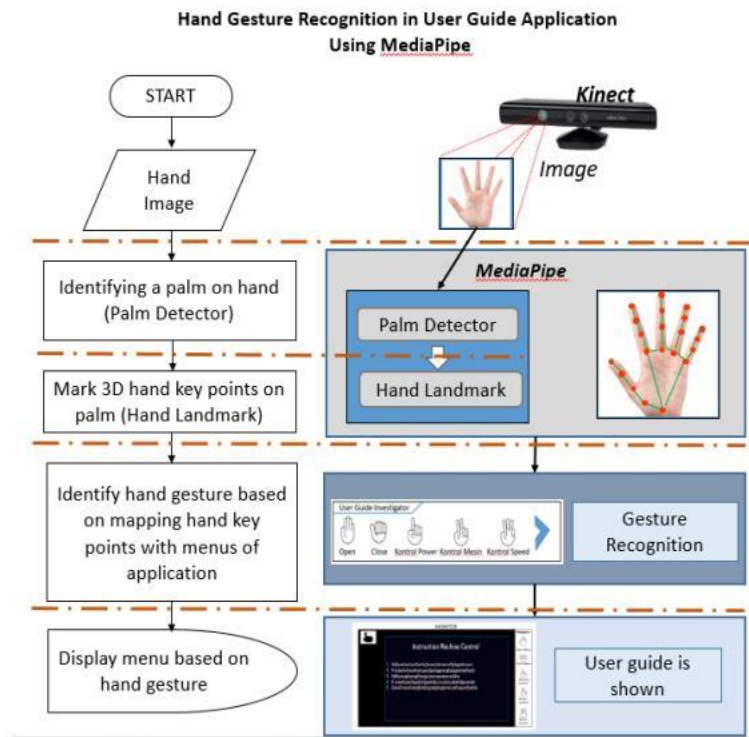 Hand Gesture Recognition in User Guide Application
Using MediaPipe
START
Kinect
Image
Hand
Image
Identifying a palm on hand
(Palm Detector)
MediaPipe
Palm Detector
Hand Landmark
Mark 3D hand key points on
palm (Hand Landmark)
Identify hand gesture based
on mapping hand key
points with menus of
application
User Guide Investigator
Open Close Kontrol Power Kontrol Mesin Kontrol Speed
Gesture
Recognition
Display menu based on
hand gesture
MONITOR
Instruction Machine Control
User guide is
shown